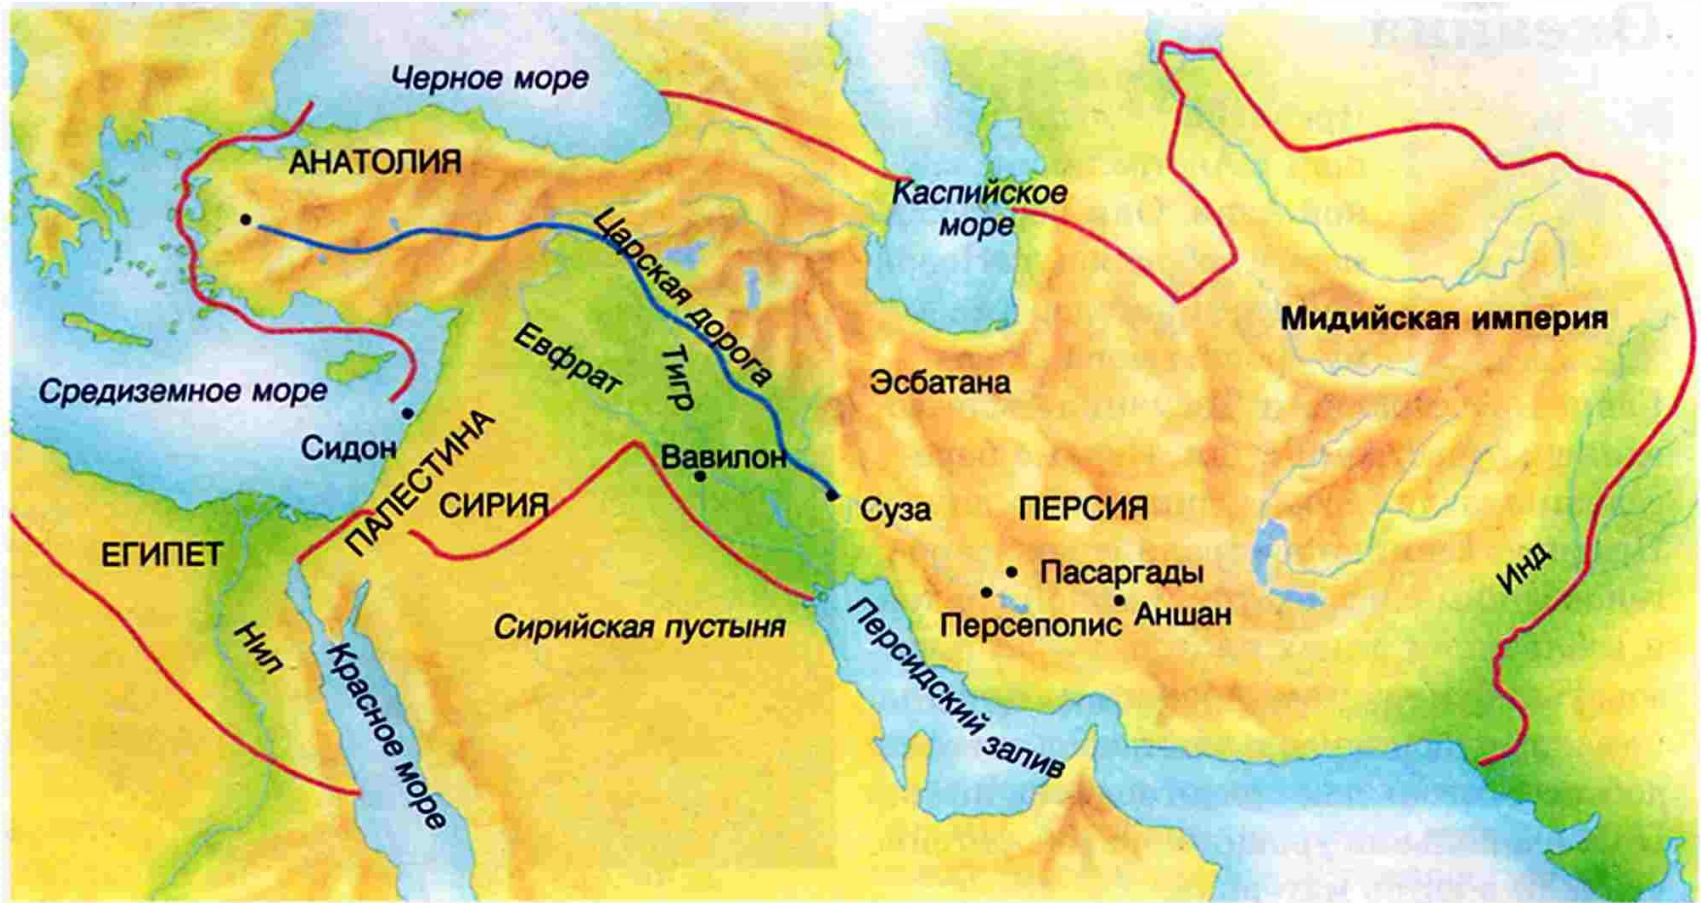 Черное море
АНАТОЛИЯ
Каспийское
море
Царская дорога
Мидийская империя
Евфрат
Тигр
Эсбатана
Средиземное море
Сидон
ПАЛЕСТИНА
СИРИЯ
Вавилон
Суза
ПЕРСИЯ
ЕГИПЕТ
Пасаргады
Инд
Аншан
Персеполис
Сирийская пустыня
Нил
Красное море
Персидский залив